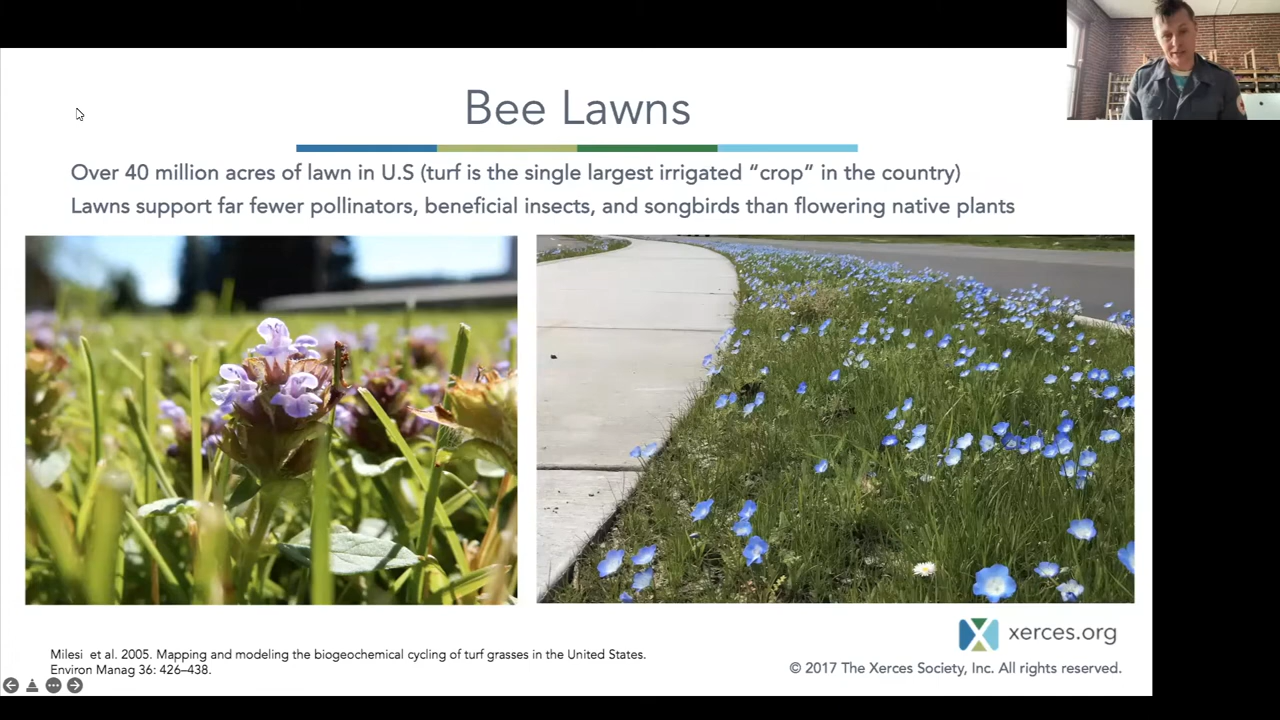 Bee Lawns
Over 40 million acres of lawn in U.S (turf is the single largest irrigated “crop” in the country)
Lawns support far fewer pollinators, beneficial insects, and songbirds than flowering native plants
xerces.org
Milesi et al. 2005. Mapping and modeling the biogeochemical cycling of turf grasses in the United States.
Environ Manag 36: 426–438.
© 2017 The Xerces Society, Inc. All rights reserved.